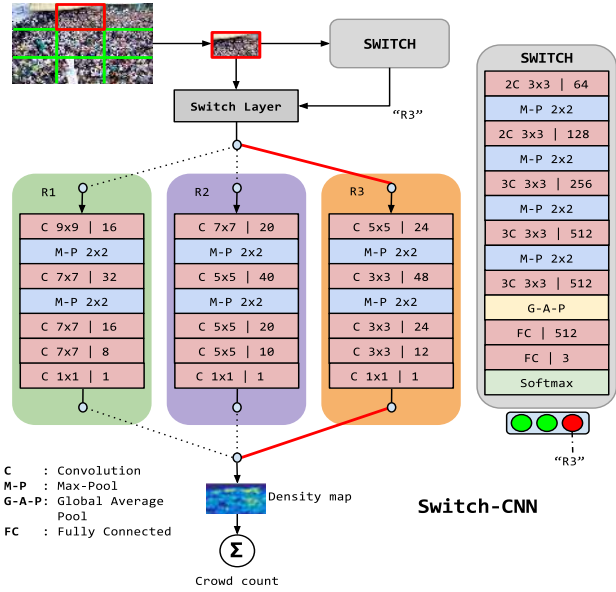 SWITCH
Switch Layer
“R3”
R1
C 9x9 | 16
M-P 2x2
C 7x7 | 32
M-P 2x2
C 7x7 | 16
C 7x7 | 8
C 1x1 | 1
R2
C 7x7 | 20
M-P 2x2
C 5x5 | 40
M-P 2x2
C 5x5 | 20
C 5x5 | 10
C 1x1 | 1
R3
C 5x5 | 24
M-P 2x2
C 3x3 | 48
M-P 2x2
C 3x3 | 24
C 3x3 | 12
C 1x1 | 1
SWITCH
2C 3x3 | 64
M-P 2x2
2C 3x3 | 128
M-P 2x2
3C 3x3 | 256
M-P 2x2
3C 3x3 | 512
M-P 2x2
3C 3x3 | 512
G-A-P
FC | 512
FC | 3
Softmax
“R3”
C : Convolution
M-P : Max-Pool
G-A-P: Global Average
Pool
FC : Fully Connected
Density map
Σ
Crowd count
Switch-CNN